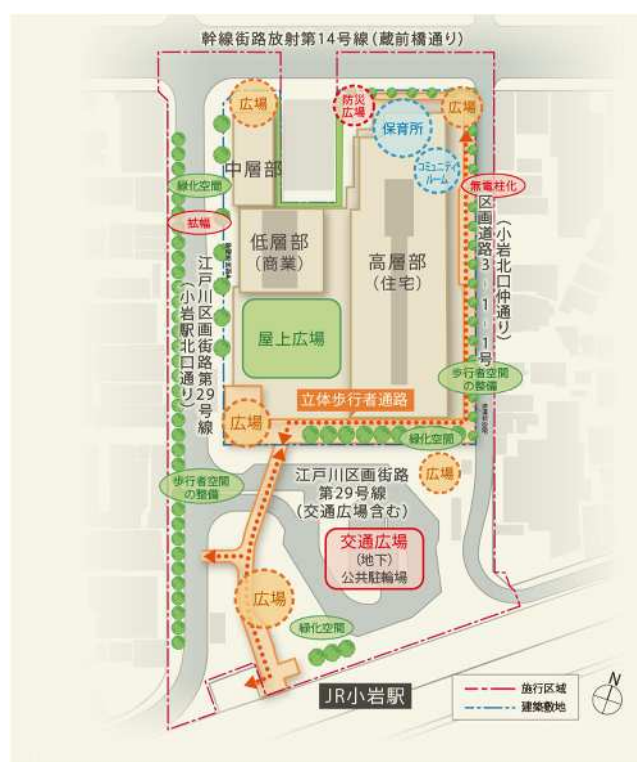 幹線街路放射第14号線（蔵前橋通り）
広場
防災
広場
広場
保育所
中層部
コミュニティ
ルーム
緑化空間
無電柱化
拡幅
低層部
（商業）
高層部
（住宅）
区画道路3－1－1号
（小岩北口仲通り）
江戸川区画街路第29号線
（小岩駅北口通り）
屋上広場
歩行者空間
の整備
立体歩行者通路
広場
緑化空間
江戸川区画街路
第29号線
（交通広場含む）
広場
歩行者空間
の整備
交通広場
（地下）
公共駐輪場
広場
緑化空間
JR小岩駅
施行区域
建築敷地
N